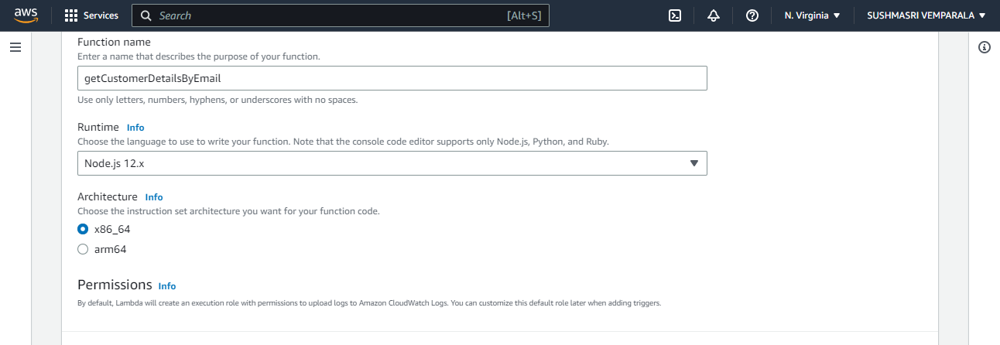 aws
Services
Search
[Alt+S]
N. Virginia
SUSHMASRI VEMPARALA
Function name
Enter a name that describes the purpose of your function.
getCustomerDetailsByEmail
Use only letters, numbers, hyphens, or underscores with no spaces.
Runtime Info
Choose the language to use to write your function. Note that the console code editor supports only Node.js, Python, and Ruby.
Node.js 12.x
Architecture Info
Choose the instruction set architecture you want for your function code.
x86_64
arm64
Permissions Info
By default, Lambda will create an execution role with permissions to upload logs to Amazon CloudWatch Logs. You can customize this default role later when adding triggers.